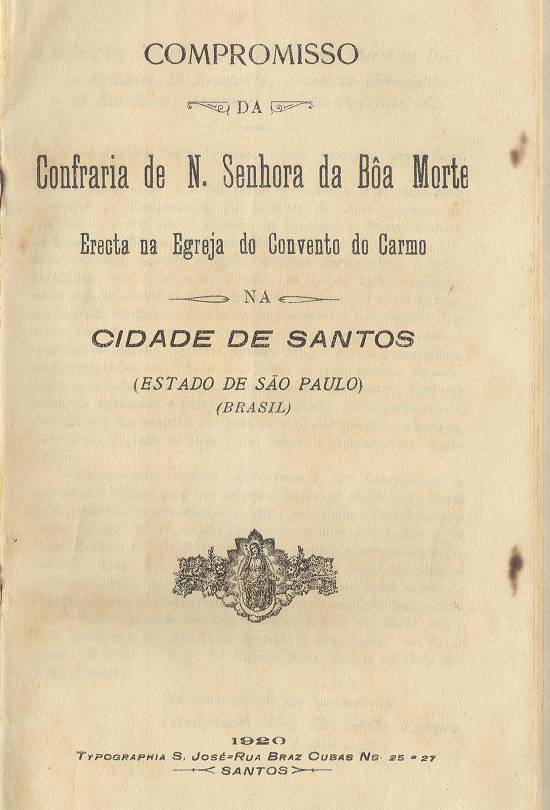 COMPROMISSO
DA
Confraria de N. Senhora da Bôa Morte
Erecta na Egreja do Convento do Carmo
NA
CIDADE DE SANTOS
(ESTADO DE SÃO PAULO)
(BRASIL)
1920
TYPOGRAPHIA S. JOSÉ=RUA BRAZ CUBAS NS 25 = 27
SANTOS